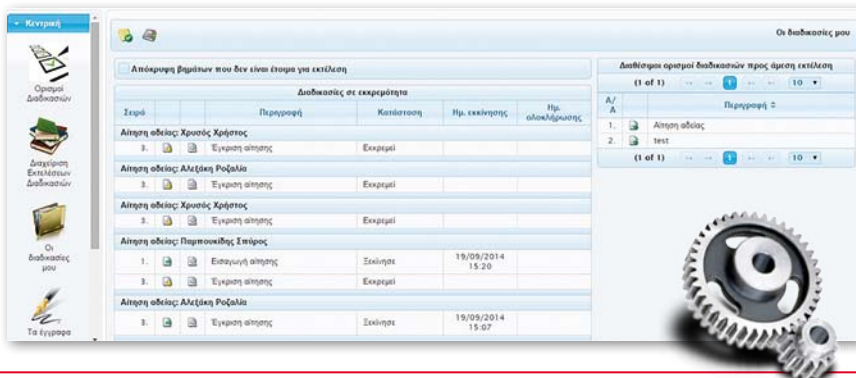 Κεντρική
Ορισμοί
Διαδικασιών
Διαχείριση
Εκτελέσεων
Διαδικασιών
Οι
διαδικασίες
μου
Τα έγγραφα
Οι διαδικασίες μου
Απόκρυψη βημάτων που δεν είναι έτοιμα για εκτέλεση
Διαδικασίες σε εκκρεμότητα
Σειρά Περιγραφή Κατάσταση Ημ. εκκίνησης Ημ. ολοκλήρωσης
Αίτηση αδείας: Χρυσός Χρήστος
3. Έγκριση αίτησης Εκκρεμεί
Αίτηση αδείας: Αλεξάκη Ροζαλία
3. Έγκριση αίτησης Εκκρεμεί
Αίτηση αδείας: Χρυσός Χρήστος
3. Έγκριση αίτησης Εκκρεμεί
Αίτηση αδείας: Παμπουκίδης Σπύρος
1. Εισαγωγή αίτησης Ξεκίνησε 19/09/2014 15:20
3. Έγκριση αίτησης Εκκρεμεί
Αίτηση αδείας: Αλεξάκη Ροζαλία
3. Έγκριση αίτησης Ξεκίνησε 19/09/2014 15:07
Διαθέσιμοι ορισμοί διαδικασιών προς άμεση εκτέλεση
(1 of 1) 1 10
Α/Α Περιγραφή
1. Αίτηση αδείας
2. test
(1 of 1) 1 10